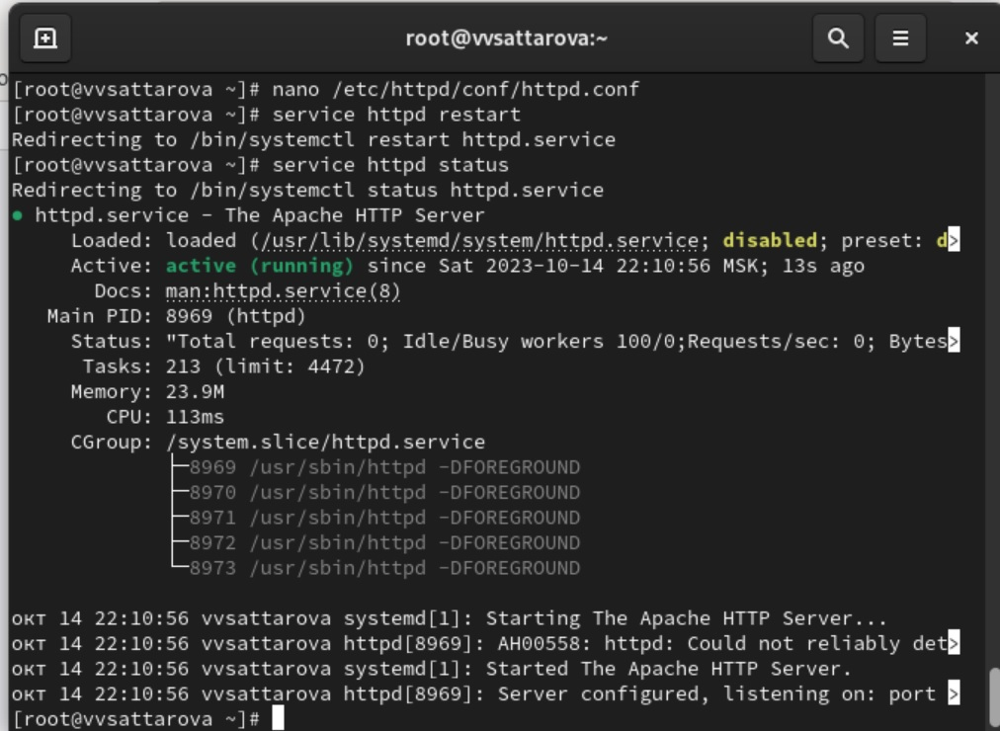 root@vvsattarova:~
[root@vvsattarova ~]# nano /etc/httpd/conf/httpd.conf
[root@vvsattarova ~]# service httpd restart
Redirecting to /bin/systemctl restart httpd.service
[root@vvsattarova ~]# service httpd status
Redirecting to /bin/systemctl status httpd.service
● httpd.service - The Apache HTTP Server
     Loaded: loaded (/usr/lib/systemd/system/httpd.service; disabled; preset: d>
     Active: active (running) since Sat 2023-10-14 22:10:56 MSK; 13s ago
       Docs: man:httpd.service(8)
   Main PID: 8969 (httpd)
     Status: "Total requests: 0; Idle/Busy workers 100/0;Requests/sec: 0; Bytes>
      Tasks: 213 (limit: 4472)
     Memory: 23.9M
        CPU: 113ms
     CGroup: /system.slice/httpd.service
             ├─8969 /usr/sbin/httpd -DFOREGROUND
             ├─8970 /usr/sbin/httpd -DFOREGROUND
             ├─8971 /usr/sbin/httpd -DFOREGROUND
             ├─8972 /usr/sbin/httpd -DFOREGROUND
             └─8973 /usr/sbin/httpd -DFOREGROUND
окт 14 22:10:56 vvsattarova systemd[1]: Starting The Apache HTTP Server...
окт 14 22:10:56 vvsattarova httpd[8969]: AH00558: httpd: Could not reliably det>
окт 14 22:10:56 vvsattarova systemd[1]: Started The Apache HTTP Server.
окт 14 22:10:56 vvsattarova httpd[8969]: Server configured, listening on: port >
[root@vvsattarova ~]#